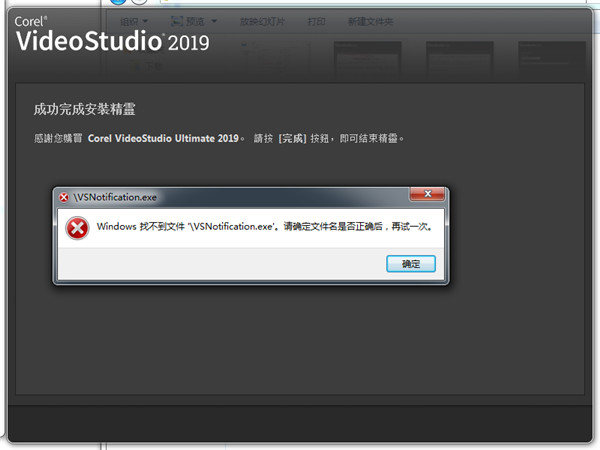 组织 预览 放映幻灯片 打印 新建文件夹
Corel®
VideoStudio® 2019
成功完成安裝精靈
感謝您購買 Corel VideoStudio Ultimate 2019。 請按 [完成] 按鈕，即可結束精靈。
\VSNotification.exe
Windows 找不到文件 '\VSNotification.exe'。请确定文件名是否正确后，再试一次。
确定